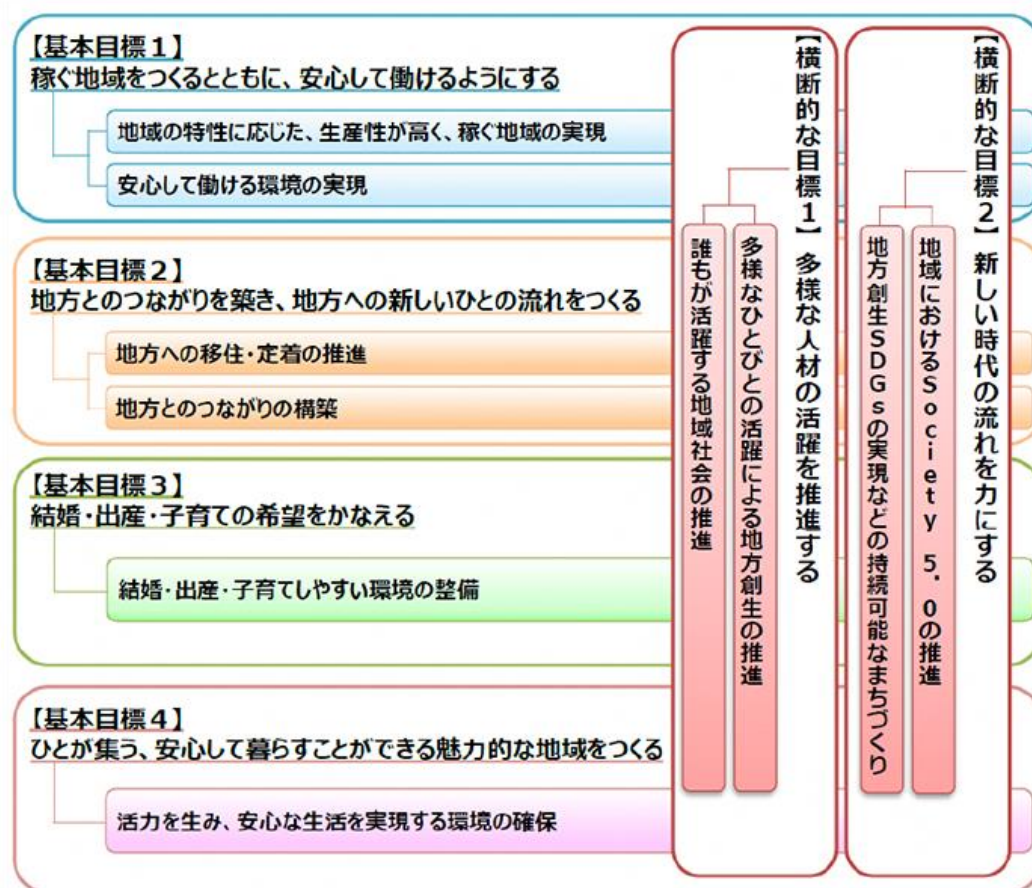 【基本目標１】
稼ぐ地域をつくるとともに、安心して働けるようにする
地域の特性に応じた、生産性が高く、稼ぐ地域の実現
安心して働ける環境の実現
【基本目標２】
地方とのつながりを築き、地方への新しいひとの流れをつくる
地方への移住・定着の推進
地方とのつながりの構築
【基本目標３】
結婚・出産・子育ての希望をかなえる
結婚・出産・子育てしやすい環境の整備
【基本目標４】
ひとが集う、安心して暮らすことができる魅力的な地域をつくる
活力を生み、安心な生活を実現する環境の確保
【横断的な目標１】多様な人材の活躍を推進する
多様なひとびとの活躍による地方創生の推進
誰もが活躍する地域社会の推進
【横断的な目標２】新しい時代の流れを力にする
地域におけるSociety 5.0の推進
地方創生SDGsの実現などの持続可能なまちづくり